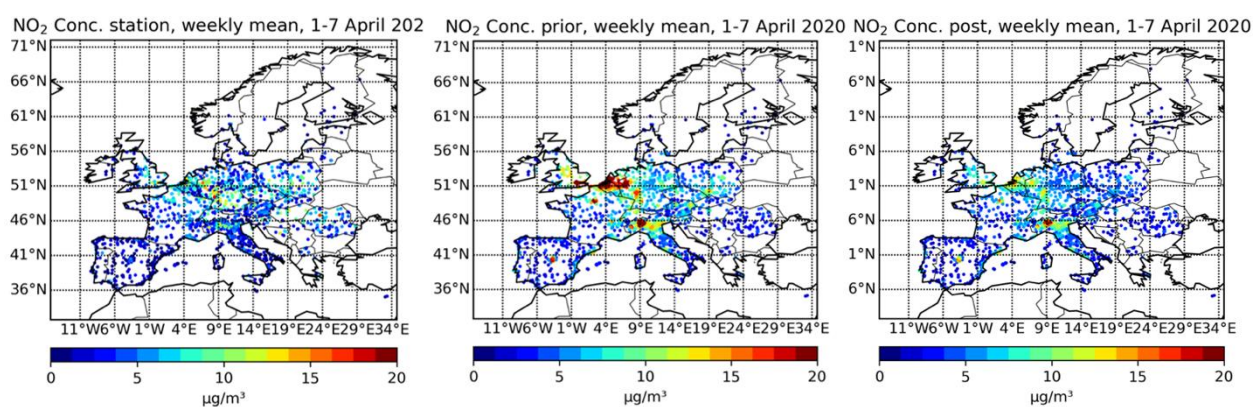 NO₂ Conc. station, weekly mean, 1-7 April 202
71°N
66°N
61°N
56°N
51°N
46°N
41°N
36°N
11°W6°W 1°W 4°E 9°E 14°E19°E24°E29°E34°E
0 5 10 15 20
μg/m³
NO₂ Conc. prior, weekly mean, 1-7 April 2020
71°N
66°N
61°N
56°N
51°N
46°N
41°N
36°N
11°W6°W 1°W 4°E 9°E 14°E19°E24°E29°E34°E
0 5 10 15 20
μg/m³
NO₂ Conc. post, weekly mean, 1-7 April 2020
1°N
6°N
1°N
6°N
1°N
6°N
1°N
6°N
11°W6°W 1°W 4°E 9°E 14°E19°E24°E29°E34°E
0 5 10 15 20
μg/m³